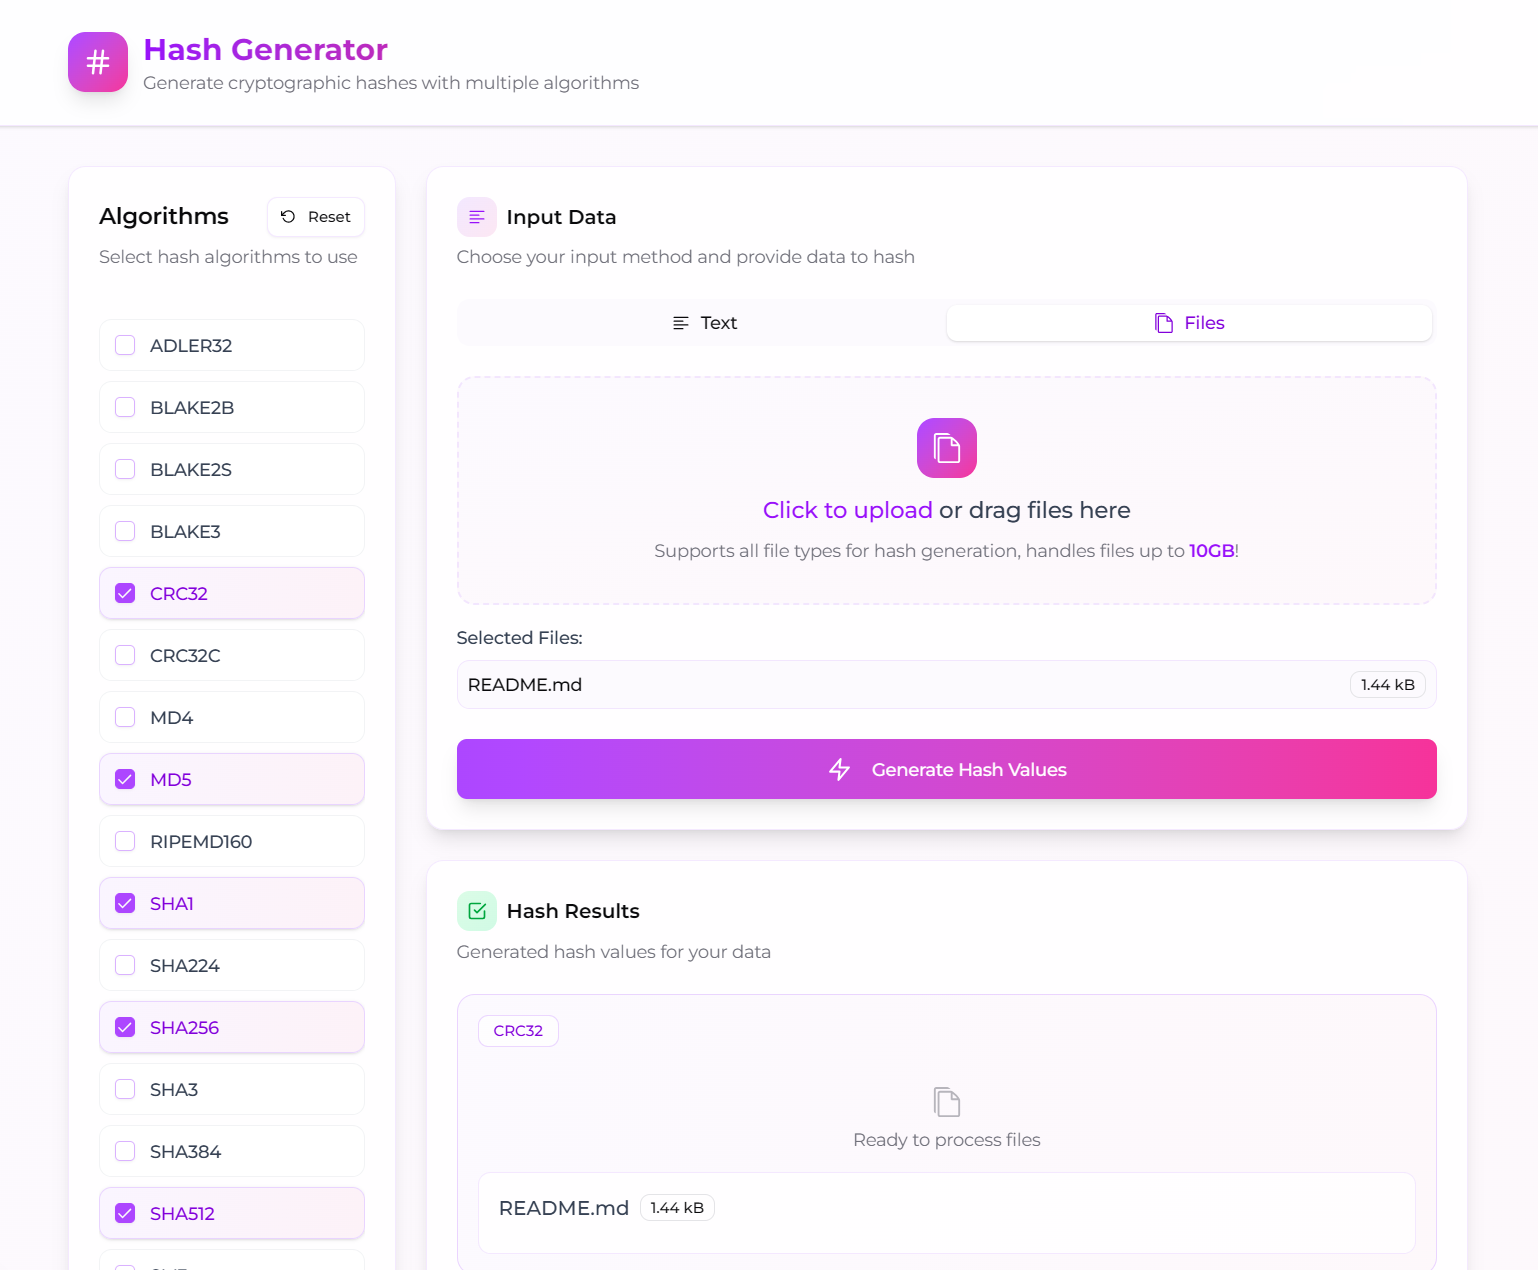 Hash Generator
Generate cryptographic hashes with multiple algorithms
Algorithms
Reset
Select hash algorithms to use
ADLER32
BLAKE2B
BLAKE2S
BLAKE3
CRC32
CRC32C
MD4
MD5
RIPEMD160
SHA1
SHA224
SHA256
SHA3
SHA384
SHA512
Input Data
Choose your input method and provide data to hash
Text
Files
Click to upload or drag files here
Supports all file types for hash generation, handles files up to 10GB!
Selected Files:
README.md 1.44 kB
Generate Hash Values
Hash Results
Generated hash values for your data
CRC32
Ready to process files
README.md 1.44 kB